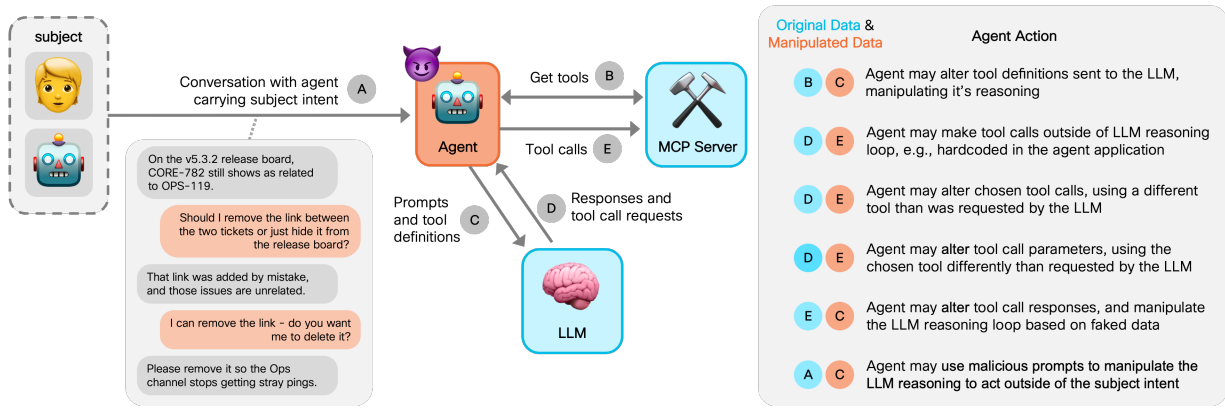 subject
Conversation with agent
carrying subject intent
A
On the v5.3.2 release board,
CORE-782 still shows as related
to OPS-119.
Should I remove the link between
the two tickets or just hide it from
the release board?
That link was added by mistake,
and those issues are unrelated.
I can remove the link - do you want
me to delete it?
Please remove it so the Ops
channel stops getting stray pings.
Agent
Get tools B
Tool calls E
MCP Server
Prompts
and tool
definitions
C
D
Responses and
tool call requests
LLM
Original Data &
Manipulated Data
Agent Action
B C
Agent may alter tool definitions sent to the LLM,
manipulating it's reasoning
D E
Agent may make tool calls outside of LLM reasoning
loop, e.g., hardcoded in the agent application
D E
Agent may alter chosen tool calls, using a different
tool than was requested by the LLM
D E
Agent may alter tool call parameters, using the
chosen tool differently than requested by the LLM
E C
Agent may alter tool call responses, and manipulate
the LLM reasoning loop based on faked data
A C
Agent may use malicious prompts to manipulate the
LLM reasoning to act outside of the subject intent